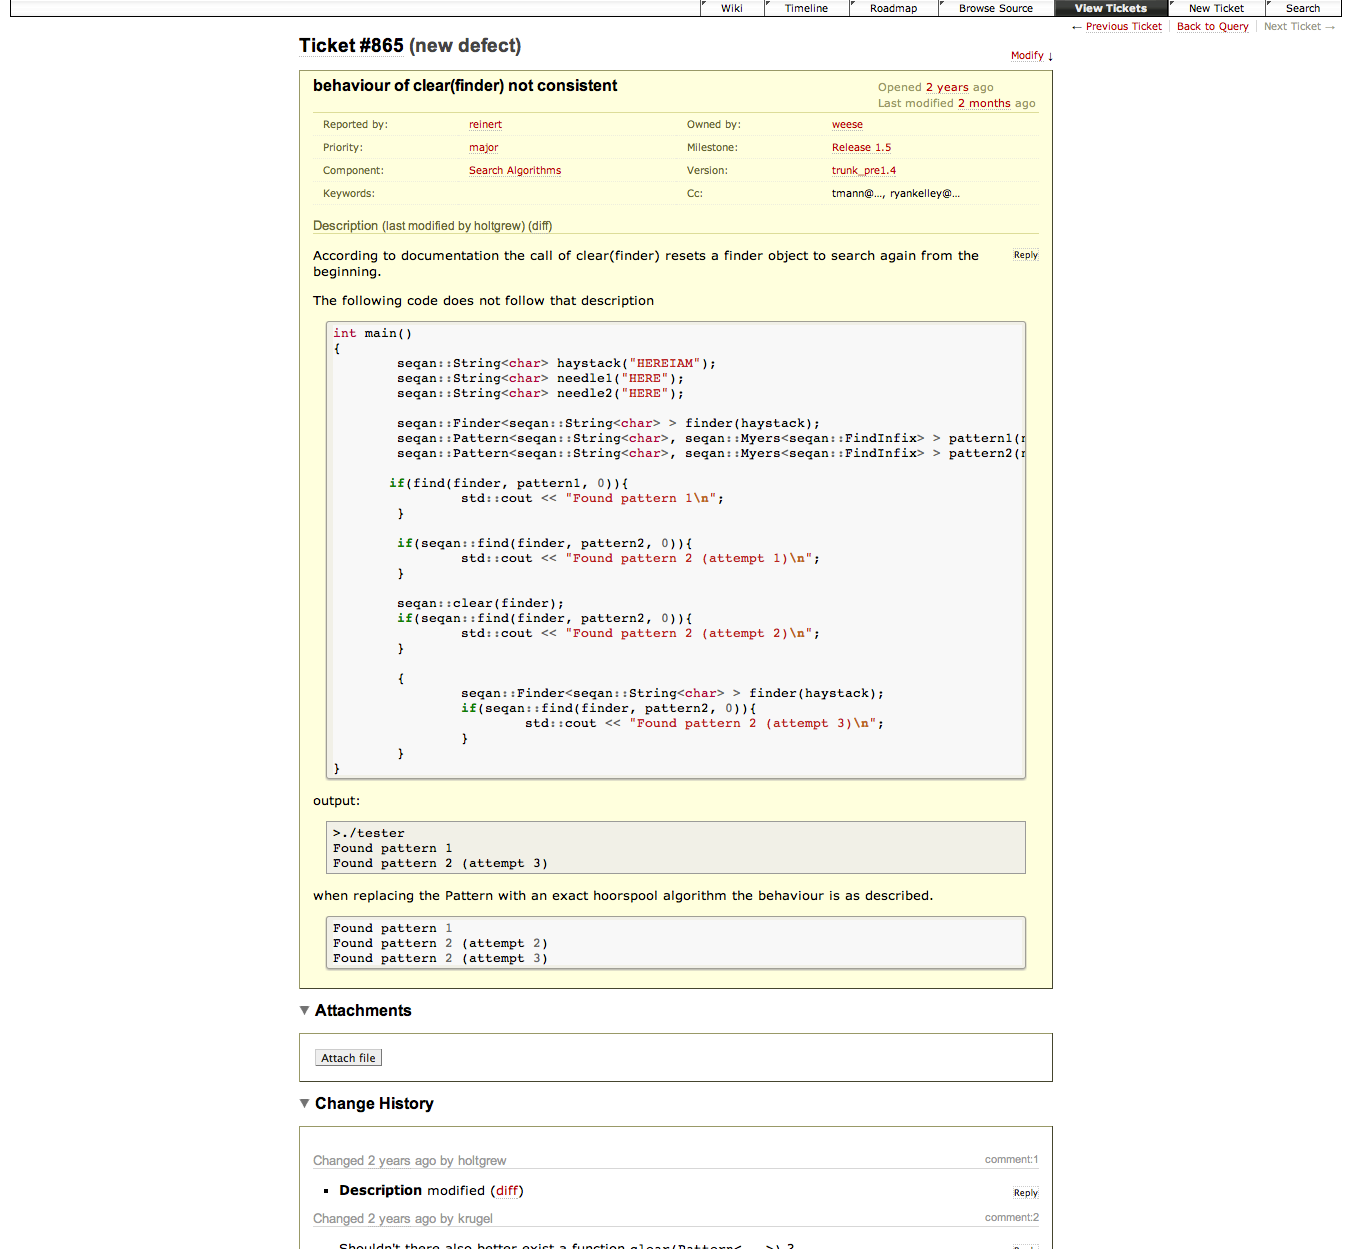 Wiki Timeline Roadmap Browse Source View Tickets New Ticket Search
← Previous Ticket Back to Query Next Ticket →
Ticket #865 (new defect)
Modify ↓
behaviour of clear(finder) not consistent
Opened 2 years ago
Last modified 2 months ago
Reported by: reinert Owned by: weese
Priority: major Milestone: Release 1.5
Component: Search Algorithms Version: trunk_pre1.4
Keywords: Cc: tmann@..., ryankelley@...
Description (last modified by holtgrew) (diff)
According to documentation the call of clear(finder) resets a finder object to search again from the Reply
beginning.
The following code does not follow that description
int main()
{
seqan::String<char> haystack("HEREIAM");
seqan::String<char> needle1("HERE");
seqan::String<char> needle2("HERE");
seqan::Finder<seqan::String<char> > finder(haystack);
seqan::Pattern<seqan::String<char>, seqan::Myers<seqan::FindInfix> > pattern1(
seqan::Pattern<seqan::String<char>, seqan::Myers<seqan::FindInfix> > pattern2(
if(find(finder, pattern1, 0)){
std::cout << "Found pattern 1\n";
}
if(seqan::find(finder, pattern2, 0)){
std::cout << "Found pattern 2 (attempt 1)\n";
}
seqan::clear(finder);
if(seqan::find(finder, pattern2, 0)){
std::cout << "Found pattern 2 (attempt 2)\n";
}
{
seqan::Finder<seqan::String<char> > finder(haystack);
if(seqan::find(finder, pattern2, 0)){
std::cout << "Found pattern 2 (attempt 3)\n";
}
}
}
output:
>./tester
Found pattern 1
Found pattern 2 (attempt 3)
when replacing the Pattern with an exact hoorspool algorithm the behaviour is as described.
Found pattern 1
Found pattern 2 (attempt 2)
Found pattern 2 (attempt 3)
Attachments
Attach file
Change History
Changed 2 years ago by holtgrew comment:1
Description modified (diff) Reply
Changed 2 years ago by krugel comment:2
Shouldn't there also better exist a function clear(Pattern<...>) ?